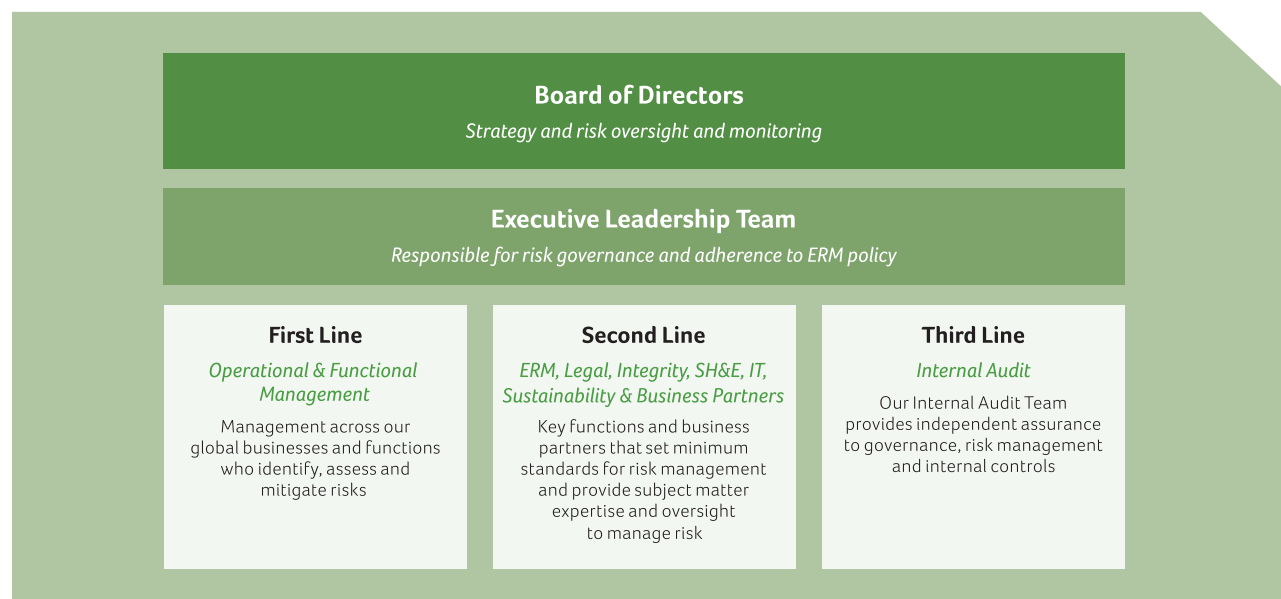 Board of Directors
Strategy and risk oversight and monitoring
Executive Leadership Team
Responsible for risk governance and adherence to ERM policy
First Line
Operational & Functional
Management
Management across our
global businesses and functions
who identify, assess and
mitigate risks
Second Line
ERM, Legal, Integrity, SH&E, IT,
Sustainability & Business Partners
Key functions and business
partners that set minimum
standards for risk management
and provide subject matter
expertise and oversight
to manage risk
Third Line
Internal Audit
Our Internal Audit Team
provides independent assurance
to governance, risk management
and internal controls